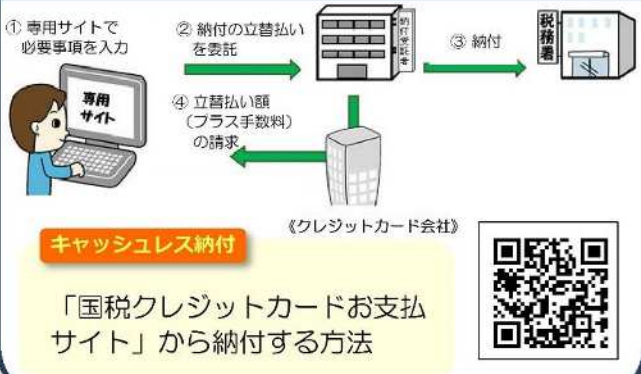 ① 専用サイトで
必要事項を入力
② 納付の立替払い
を委託
納付受託者
③ 納付
税務署
専用
サイト
④ 立替払い額
(プラス手数料)
の請求
《クレジットカード会社》
キャッシュレス納付
「国税クレジットカードお支払
サイト」から納付する方法